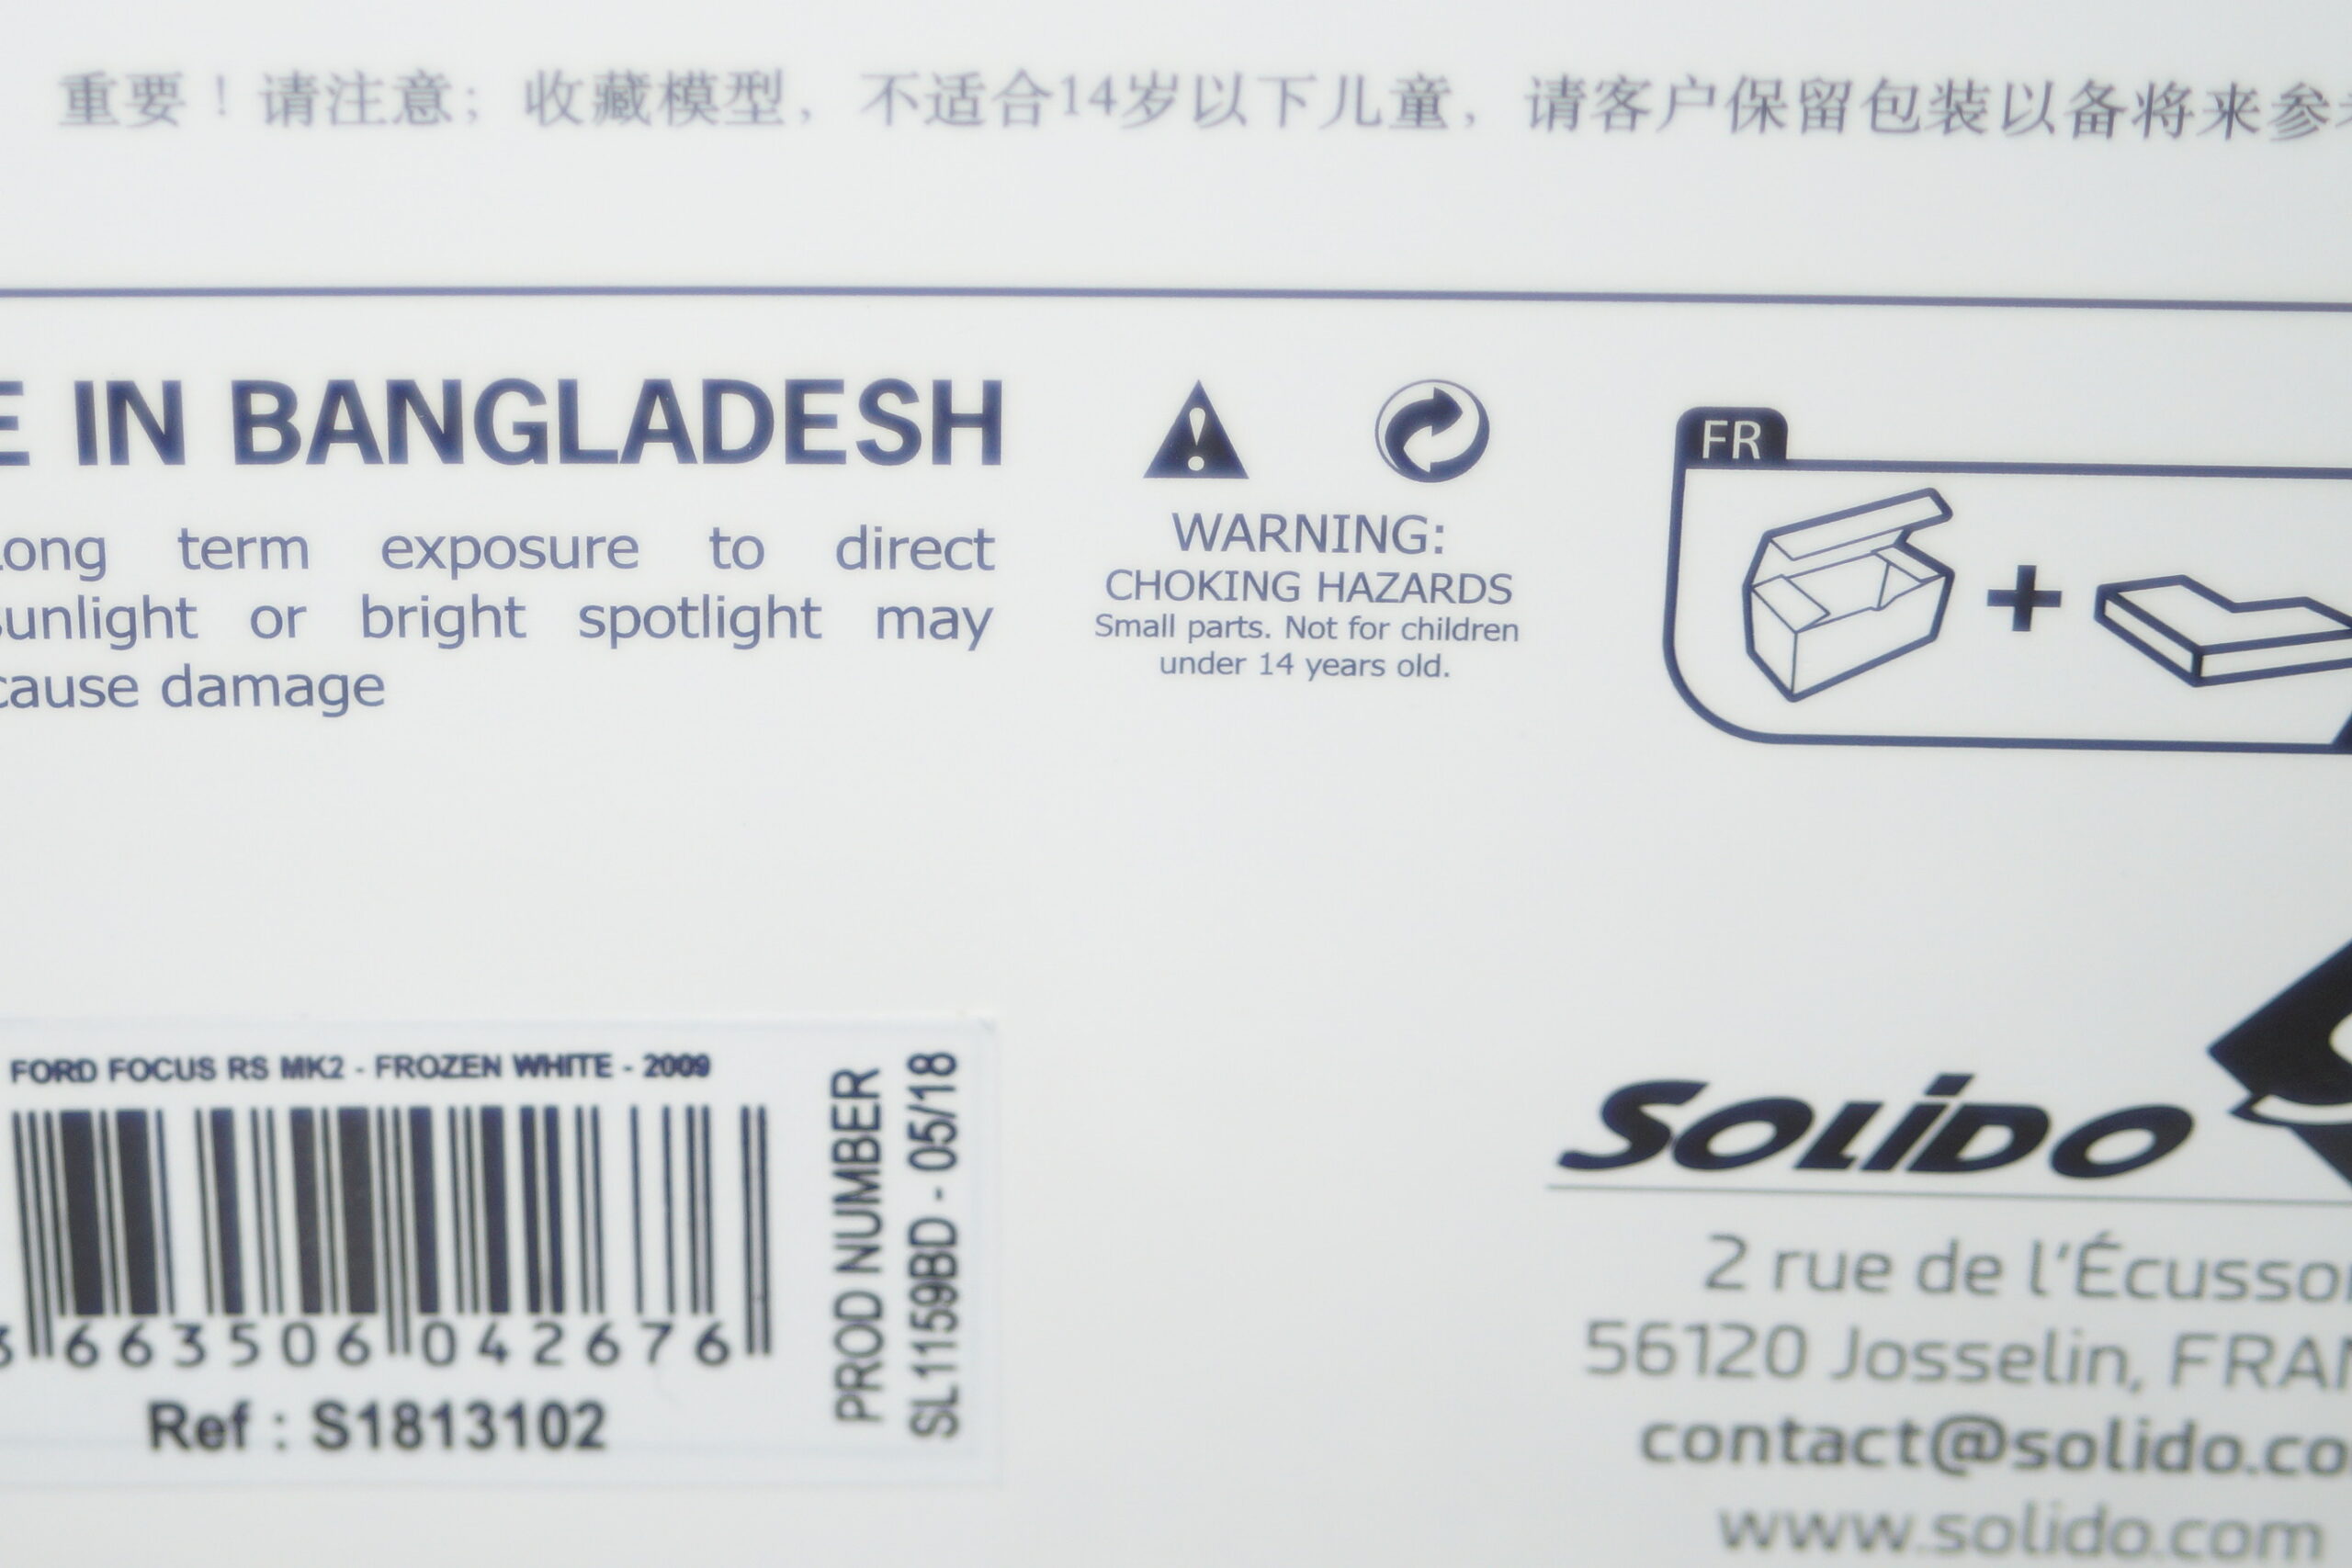 重要！请注意；收藏模型，不适合14岁以下儿童，请客户保留包装以备将来参
E IN BANGLADESH
Long term exposure to direct
sunlight or bright spotlight may
cause damage
WARNING:
CHOKING HAZARDS
Small parts. Not for children
under 14 years old.
FR
FORD FOCUS RS MK2 - FROZEN WHITE - 2009
3 663506 042676
Ref : S1813102
PROD NUMBER
SL1159BD - 05/18
SOLIDO
2 rue de l'Écusso
56120 Josselin, FRAN
contact@solido.co
www.solido.com